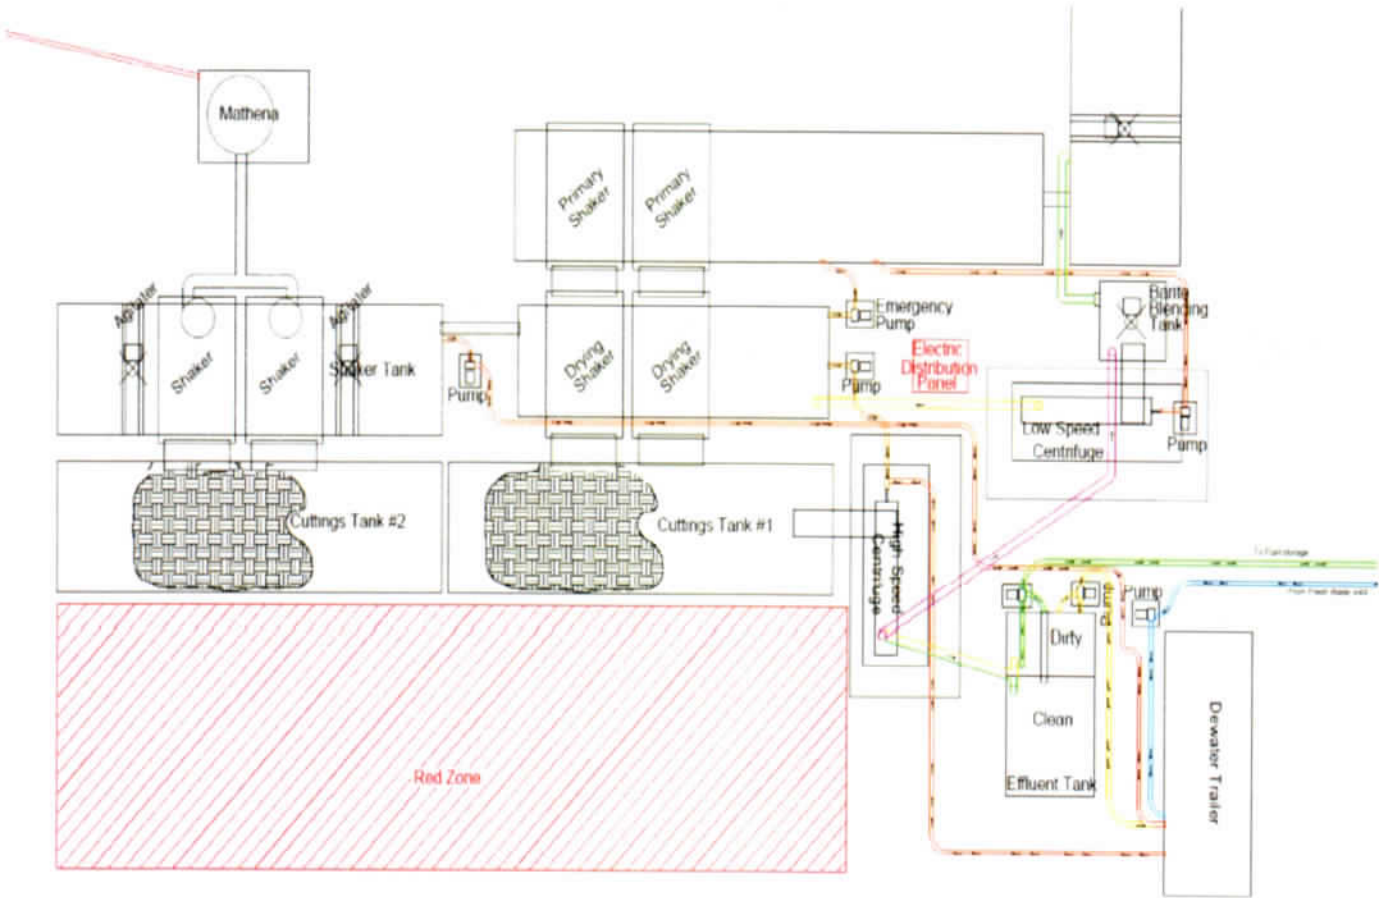 Mathena
Primary
Shaker
Primary
Shaker
Agitater
Agitater
Shaker
Shaker
Shaker Tank
Pump
Drying
Shaker
Drying
Shaker
Emergency
Pump
Pump
Electric
Distribution
Panel
Barite
Blending
Tank
Low Speed
Centrifuge
Pump
Cuttings Tank #2
Cuttings Tank #1
High Speed
Centrifuge
Pump
Dirty
Clean
Effluent Tank
Dewater Trailer
Red Zone